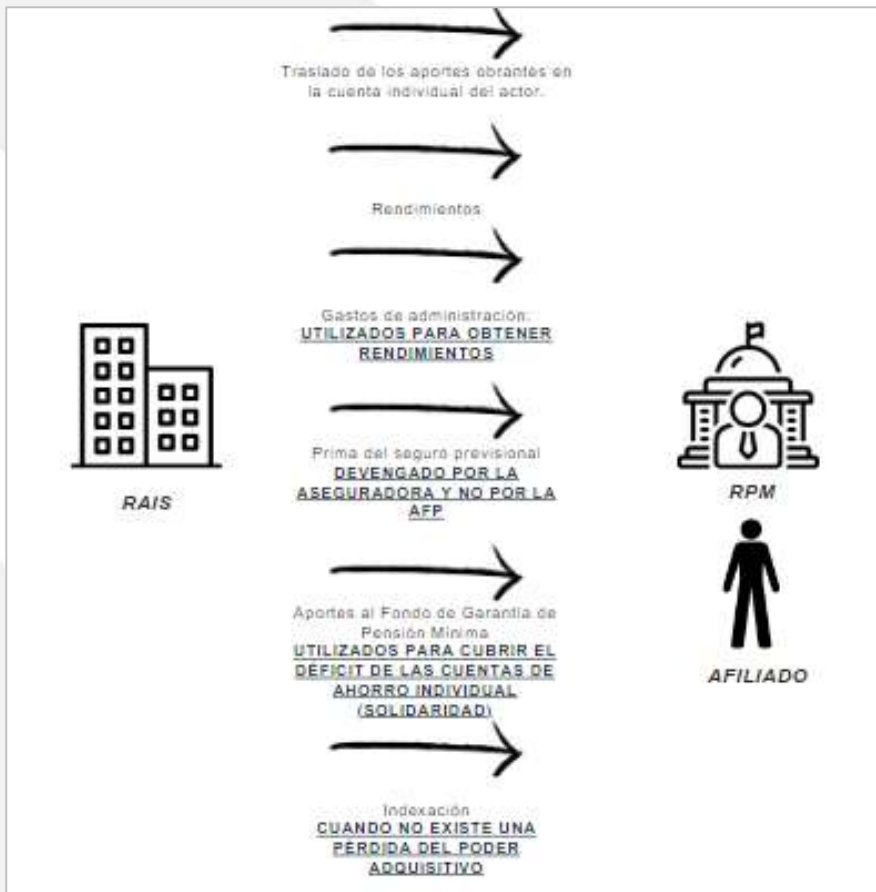 Traslado de los aportes obrantes en
la cuenta individual del actor.
Rendimientos
Gastos de administración.
UTILIZADOS PARA OBTENER
RENDIMIENTOS
Prima del seguro previsional
DEVENGADO POR LA
ASEGURADORA Y NO POR LA
AFP
RAIS
RPM
Aportes al Fondo de Garantía de
Pensión Mínima
UTILIZADOS PARA CUBRIR EL
DÉFICIT DE LAS CUENTAS DE
AHORRO INDIVIDUAL
(SOLIDARIDAD)
AFILIADO
Indexación
CUANDO NO EXISTE UNA
PÉRDIDA DEL PODER
ADQUISITIVO